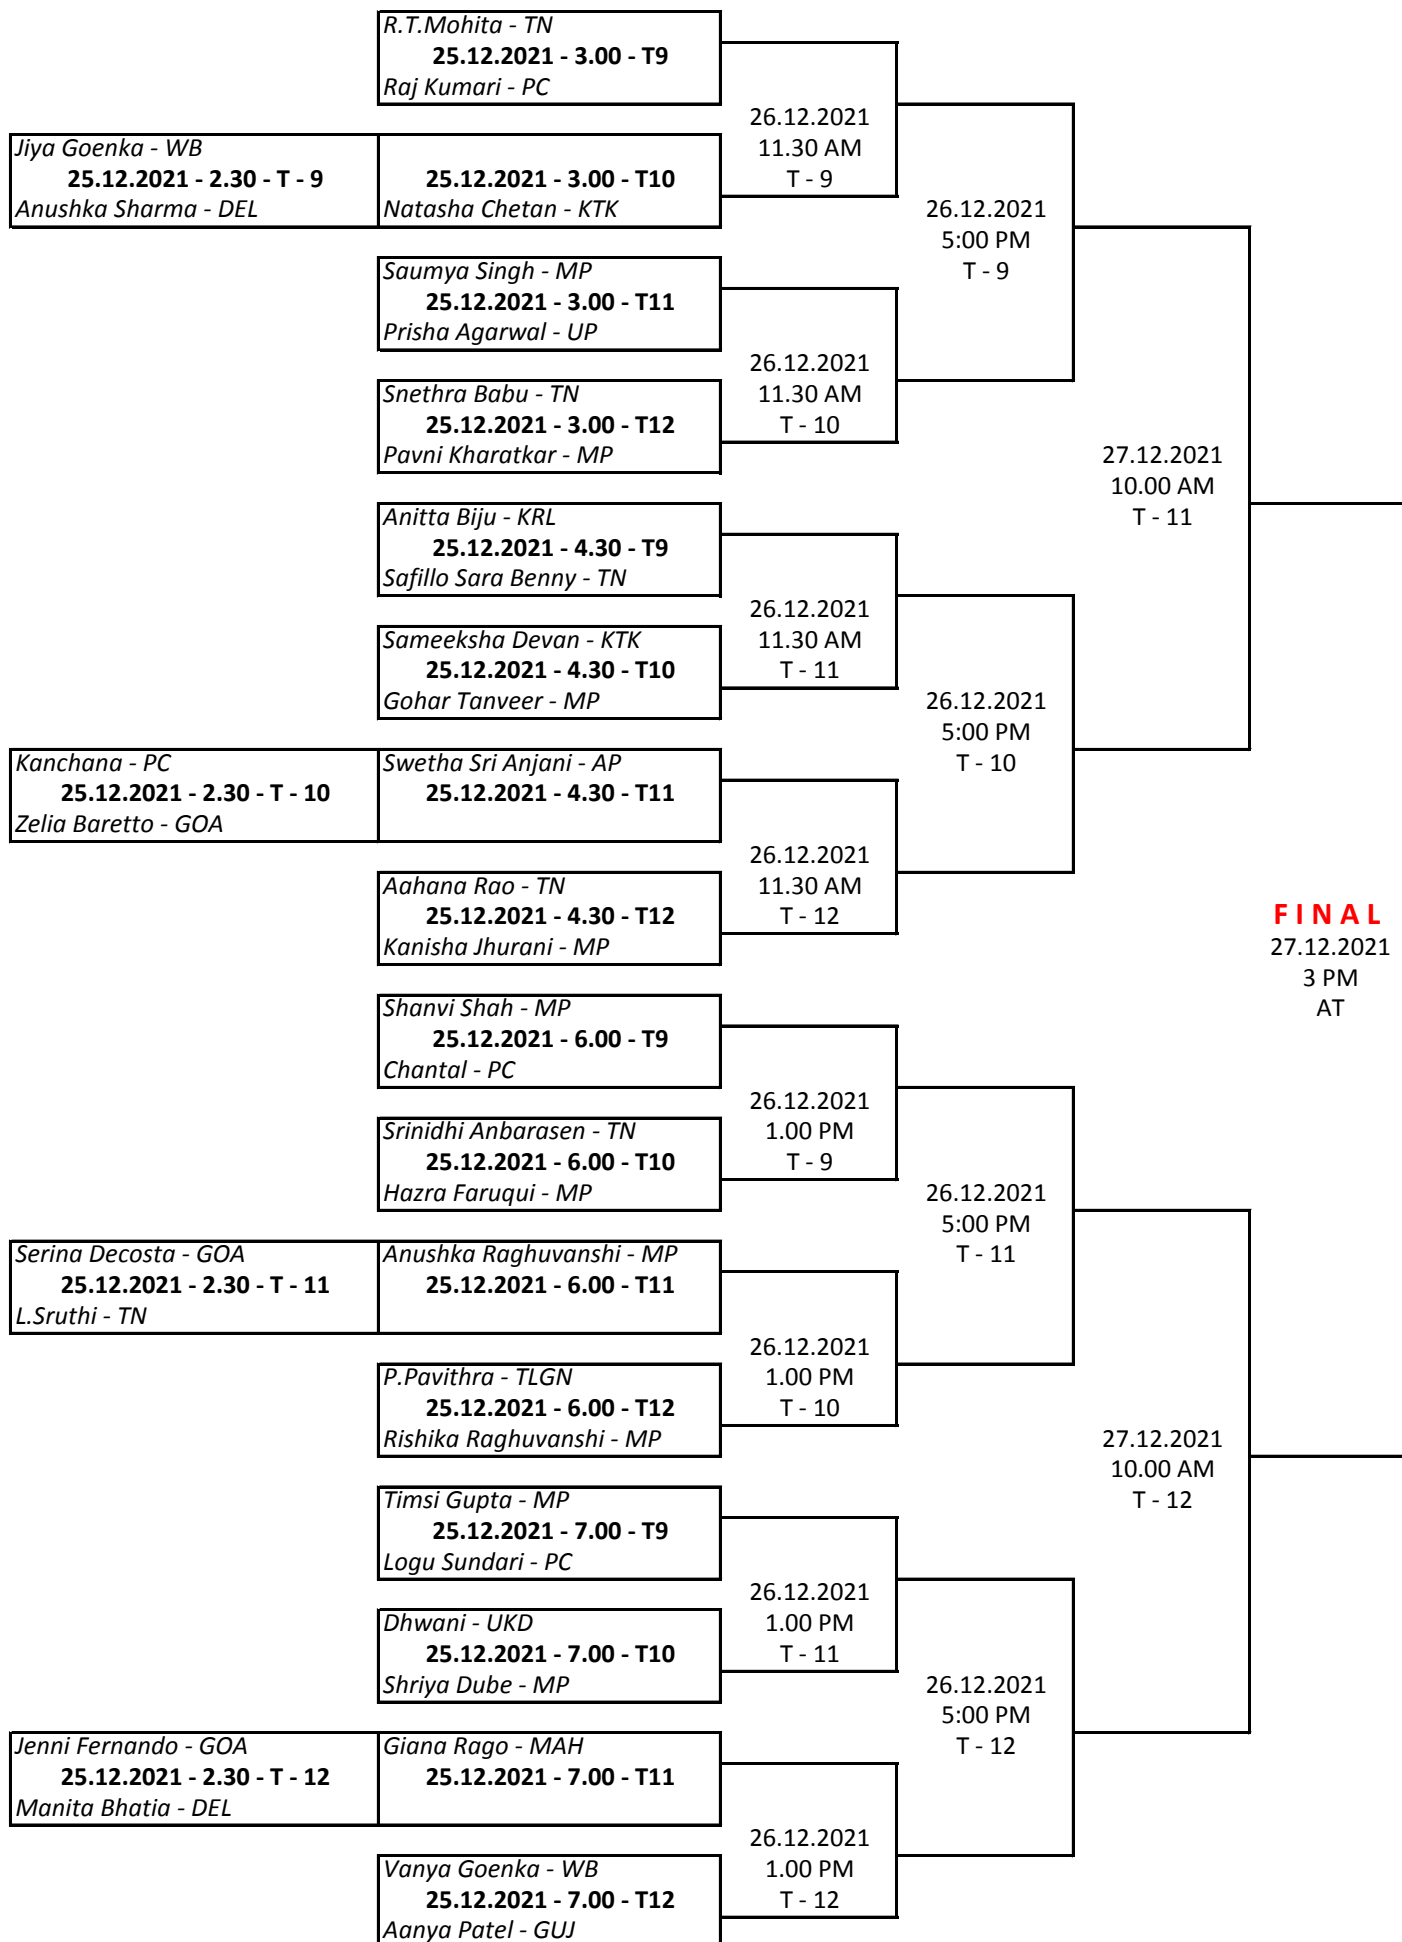 R.T.Mohita - TN
25.12.2021 - 3.00 - T9
Raj Kumari - PC
26.12.2021
11.30 AM
T - 9
Jiya Goenka - WB
25.12.2021 - 2.30 - T - 9
Anushka Sharma - DEL
25.12.2021 - 3.00 - T10
Natasha Chetan - KTK
26.12.2021
5:00 PM
T - 9
Saumya Singh - MP
25.12.2021 - 3.00 - T11
Prisha Agarwal - UP
26.12.2021
11.30 AM
T - 10
Snethra Babu - TN
25.12.2021 - 3.00 - T12
Pavni Kharatkar - MP
27.12.2021
10.00 AM
T - 11
Anitta Biju - KRL
25.12.2021 - 4.30 - T9
Safillo Sara Benny - TN
26.12.2021
11.30 AM
T - 11
Sameeksha Devan - KTK
25.12.2021 - 4.30 - T10
Gohar Tanveer - MP
26.12.2021
5:00 PM
T - 10
Kanchana - PC
25.12.2021 - 2.30 - T - 10
Zelia Baretto - GOA
Swetha Sri Anjani - AP
25.12.2021 - 4.30 - T11
26.12.2021
11.30 AM
T - 12
Aahana Rao - TN
25.12.2021 - 4.30 - T12
Kanisha Jhurani - MP
F I N A L
27.12.2021
3 PM
AT
Shanvi Shah - MP
25.12.2021 - 6.00 - T9
Chantal - PC
26.12.2021
1.00 PM
T - 9
Srinidhi Anbarasen - TN
25.12.2021 - 6.00 - T10
Hazra Faruqui - MP
26.12.2021
5:00 PM
T - 11
Serina Decosta - GOA
25.12.2021 - 2.30 - T - 11
L.Sruthi - TN
Anushka Raghuvanshi - MP
25.12.2021 - 6.00 - T11
26.12.2021
1.00 PM
T - 10
P.Pavithra - TLGN
25.12.2021 - 6.00 - T12
Rishika Raghuvanshi - MP
27.12.2021
10.00 AM
T - 12
Timsi Gupta - MP
25.12.2021 - 7.00 - T9
Logu Sundari - PC
26.12.2021
1.00 PM
T - 11
Dhwani - UKD
25.12.2021 - 7.00 - T10
Shriya Dube - MP
26.12.2021
5:00 PM
T - 12
Jenni Fernando - GOA
25.12.2021 - 2.30 - T - 12
Manita Bhatia - DEL
Giana Rago - MAH
25.12.2021 - 7.00 - T11
26.12.2021
1.00 PM
T - 12
Vanya Goenka - WB
25.12.2021 - 7.00 - T12
Aanya Patel - GUJ